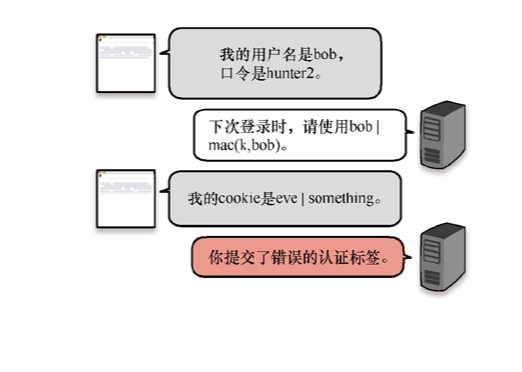 我的用户名是bob，
口令是hunter2。
下次登录时，请使用bob |
mac(k,bob)。
我的cookie是eve | something。
你提交了错误的认证标签。